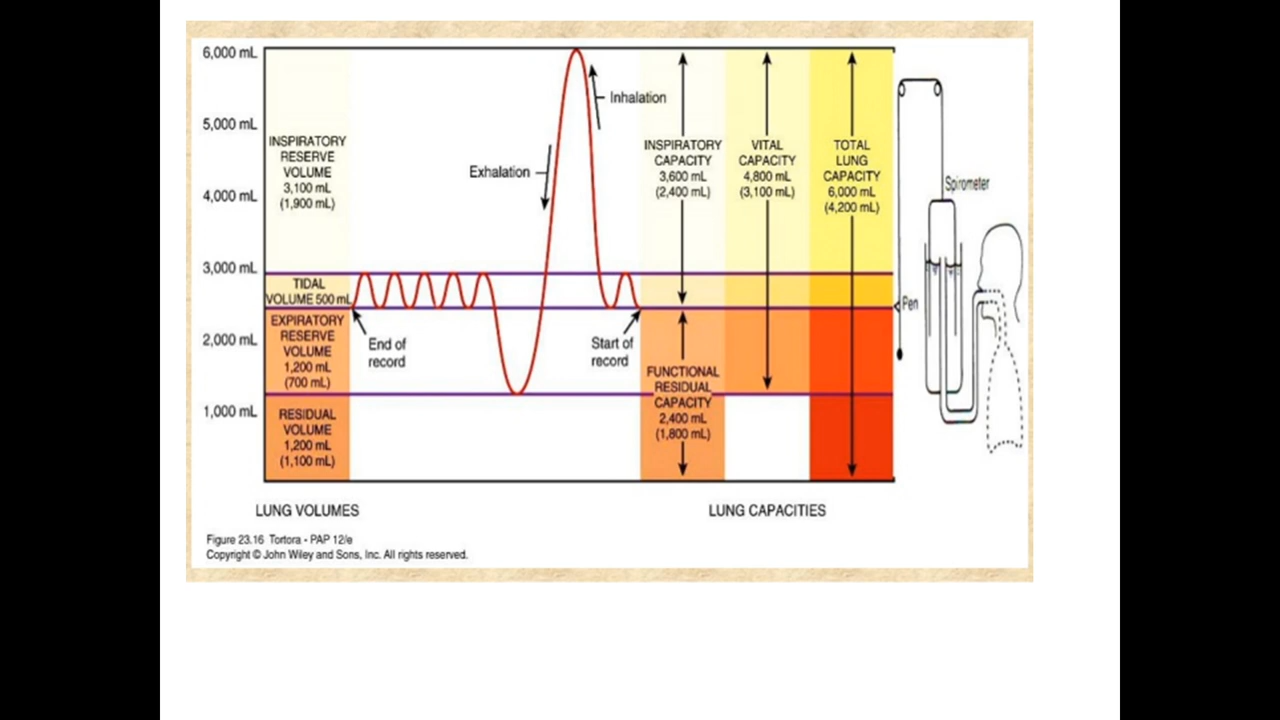 6,000 mL
5,000 mL
4,000 mL
3,000 mL
2,000 mL
1,000 mL
INSPIRATORY
RESERVE
VOLUME
3,100 mL
(1,900 mL)
TIDAL
VOLUME 500 mL
EXPIRATORY
RESERVE
VOLUME
1,200 mL
(700 mL)
RESIDUAL
VOLUME
1,200 mL
(1,100 mL)
End of
record
Exhalation
Inhalation
Start of
record
INSPIRATORY
CAPACITY
3,600 mL
(2,400 mL)
FUNCTIONAL
RESIDUAL
CAPACITY
2,400 mL
(1,800 mL)
VITAL
CAPACITY
4,800 mL
(3,100 mL)
TOTAL
LUNG
CAPACITY
6,000 mL
(4,200 mL)
Spirometer
Pen
LUNG VOLUMES
LUNG CAPACITIES
Figure 23.16 Tortora - PAP 12/e
Copyright © John Wiley and Sons, Inc. All rights reserved.